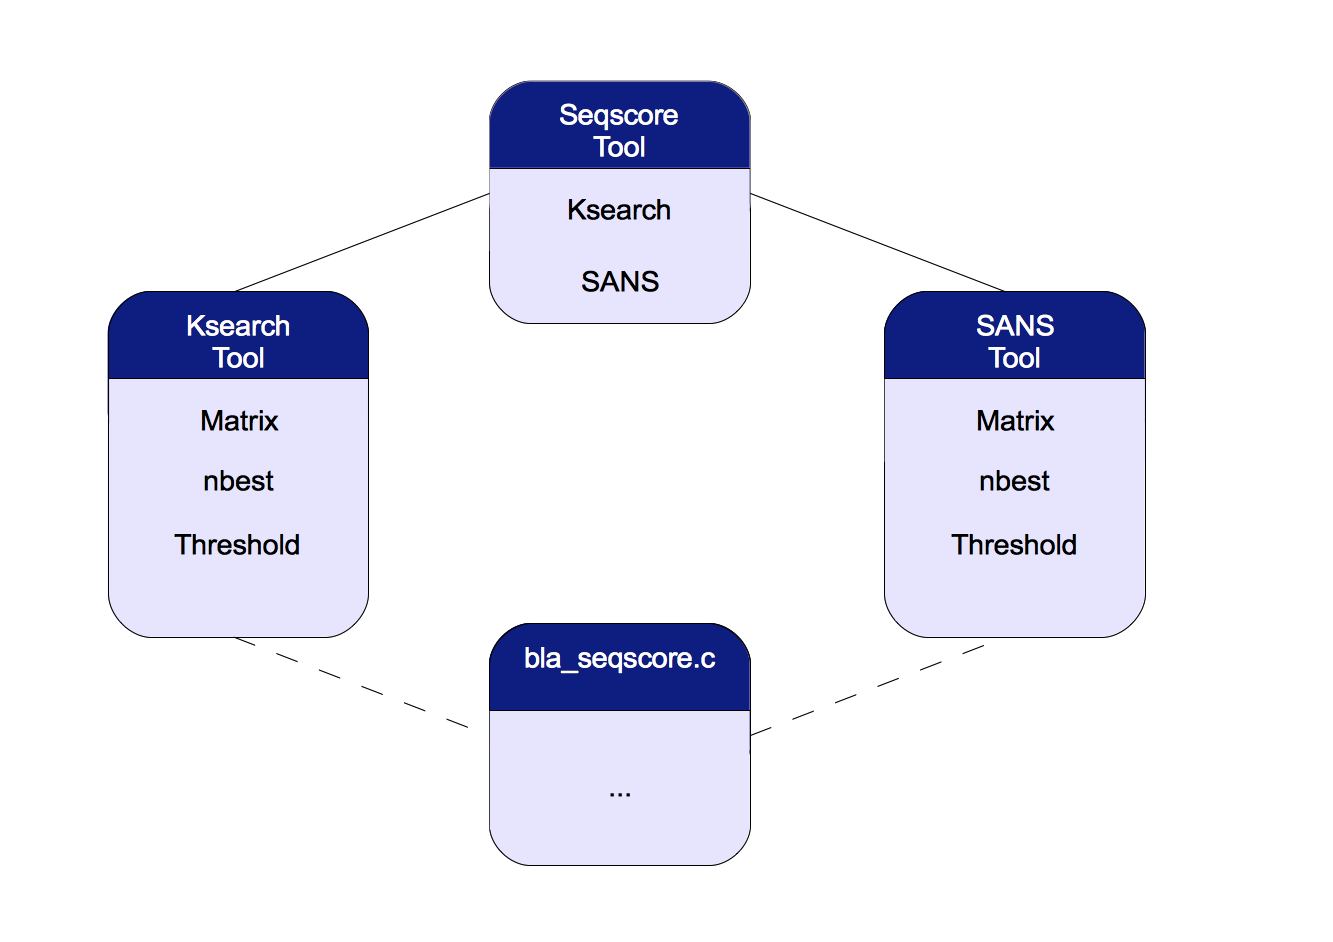 Seqscore
Tool
Ksearch
SANS
Ksearch
Tool
Matrix
nbest
Threshold
SANS
Tool
Matrix
nbest
Threshold
bla_seqscore.c
...